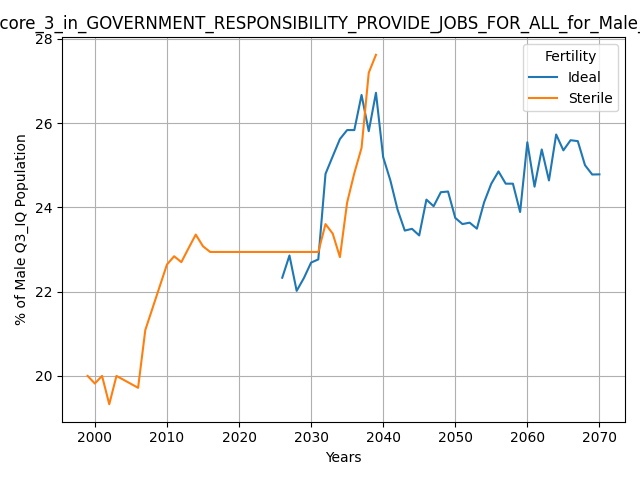 core_3_in_GOVERNMENT_RESPONSIBILITY_PROVIDE_JOBS_FOR_ALL_for_Male_
28
26
24
22
20
% of Male Q3_IQ Population
Fertility
Ideal
Sterile
2000 2010 2020 2030 2040 2050 2060 2070
Years